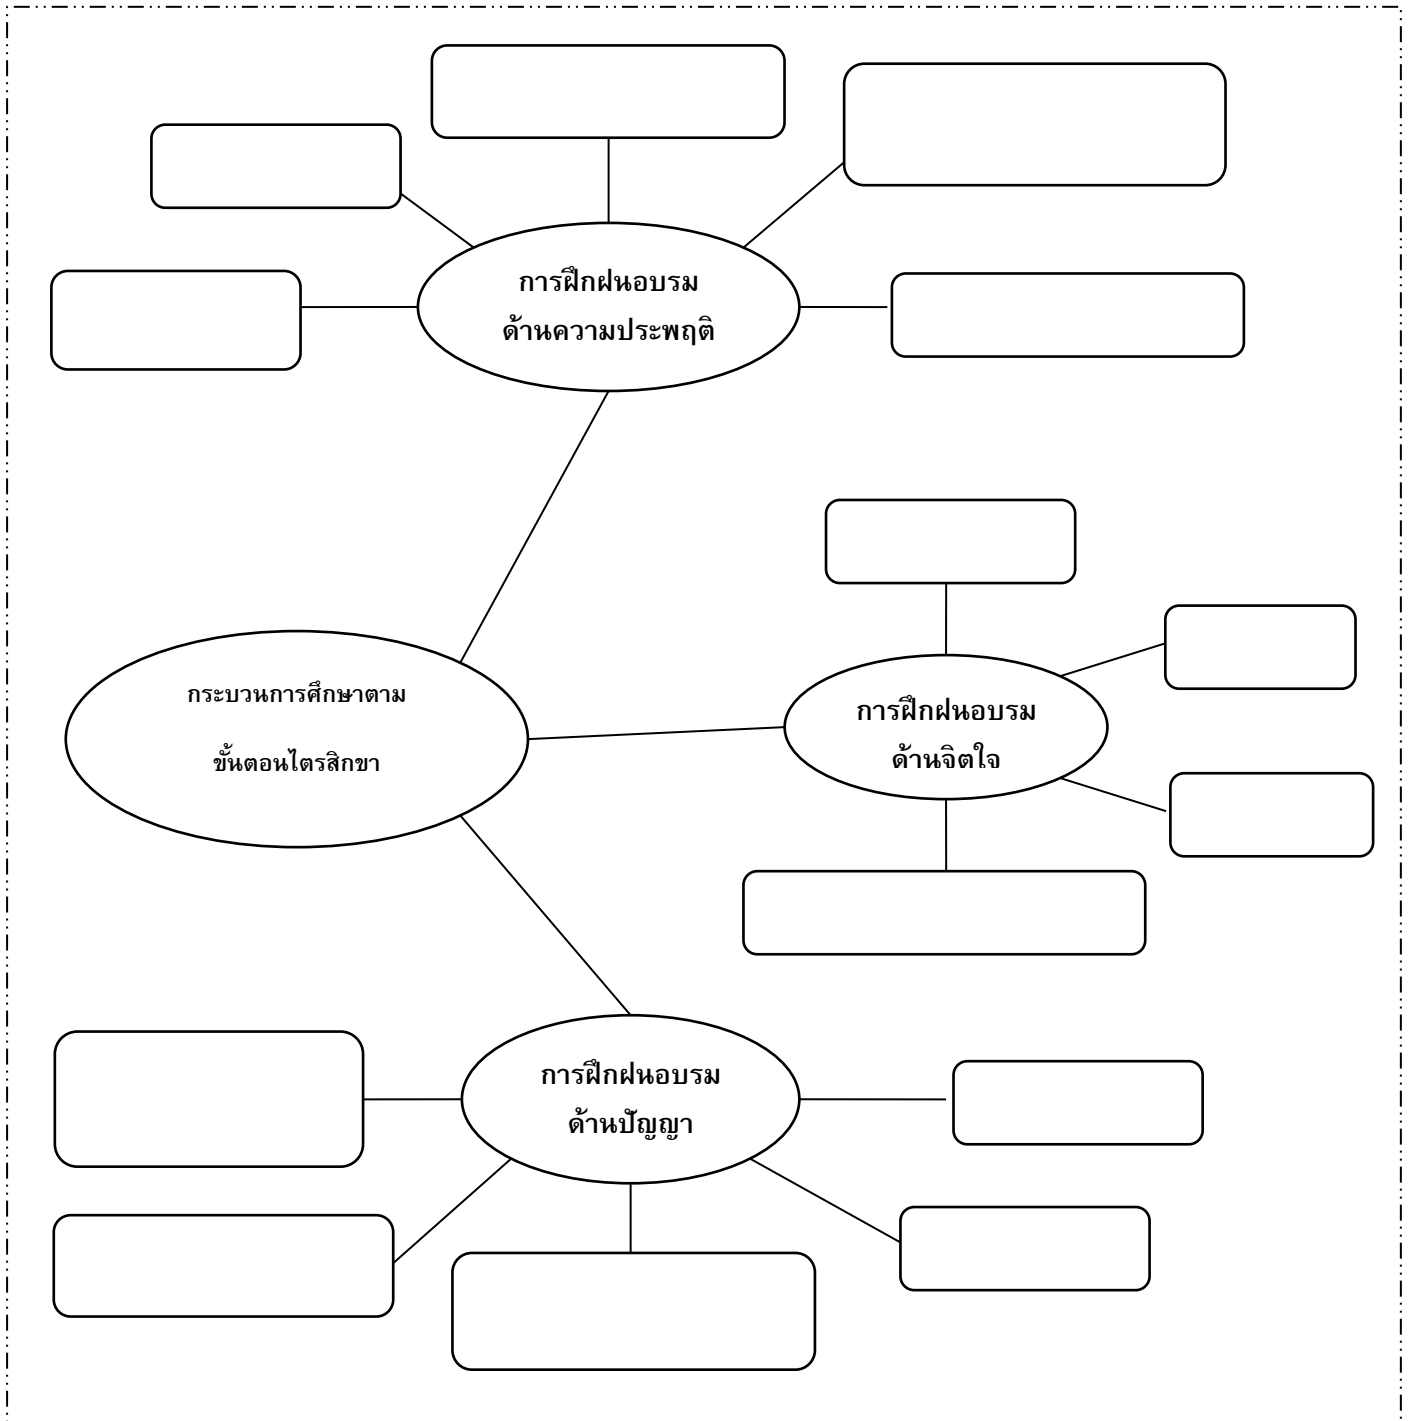 การฝึกฝนอบรม
ด้านความประพฤติ
กระบวนการศึกษาตาม
ขั้นตอนไตรสิกขา
การฝึกฝนอบรม
ด้านจิตใจ
การฝึกฝนอบรม
ด้านปัญญา